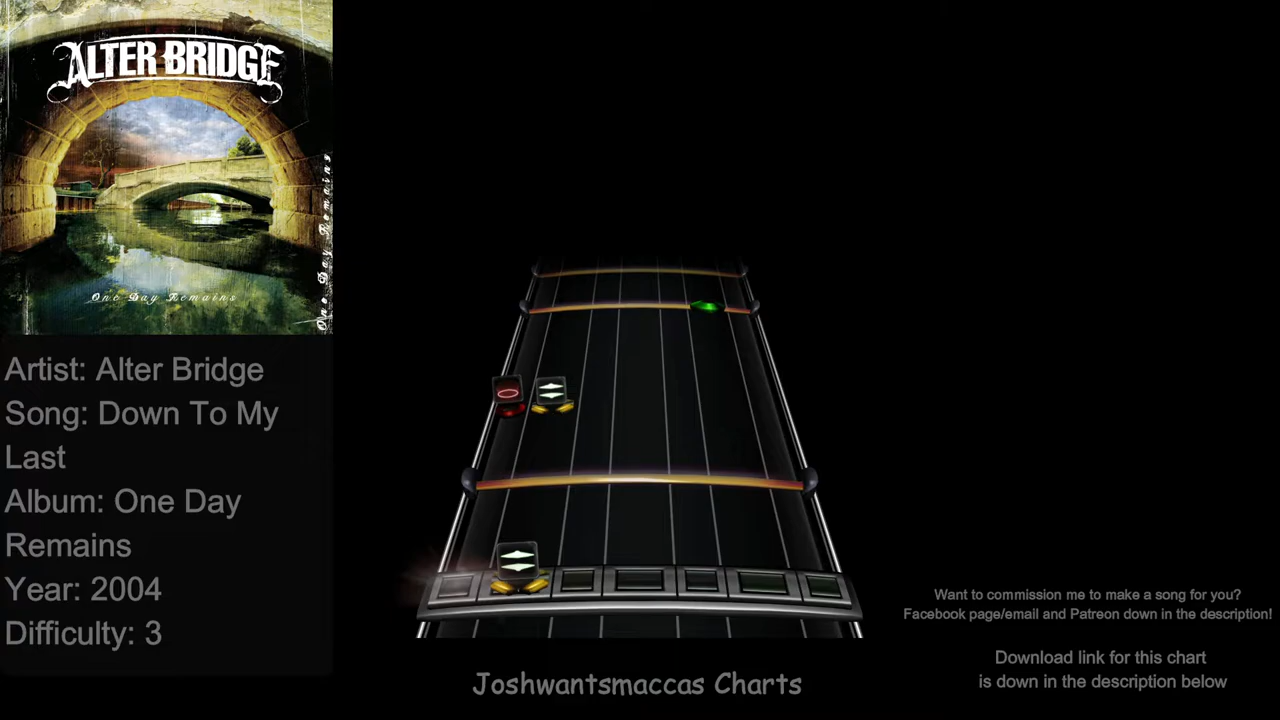 ALTER BRIDGE
One Day Remains
One Day Remains
Artist: Alter Bridge
Song: Down To My
Last
Album: One Day
Remains
Year: 2004
Difficulty: 3
Want to commission me to make a song for you?
Facebook page/email and Patreon down in the description!
Download link for this chart
is down in the description below
Joshwantsmaccas Charts